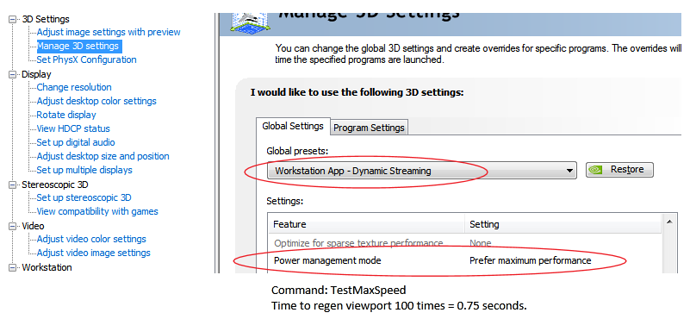 3D Settings
Adjust image settings with preview
Manage 3D settings
Set PhysX Configuration
Display
Change resolution
Adjust desktop color settings
Rotate display
View HDCP status
Set up digital audio
Adjust desktop size and position
Set up multiple displays
Stereoscopic 3D
Set up stereoscopic 3D
View compatibility with games
Video
Adjust video color settings
Adjust video image settings
Workstation
Manage 3D Settings
You can change the global 3D settings and create overrides for specific programs. The overrides will
time the specified programs are launched.
I would like to use the following 3D settings:
Global Settings Program Settings
Global presets:
Workstation App - Dynamic Streaming Restore
Settings:
Feature Setting
Optimize for sparse texture performance None
Power management mode Prefer maximum performance
Command: TestMaxSpeed
Time to regen viewport 100 times = 0.75 seconds.